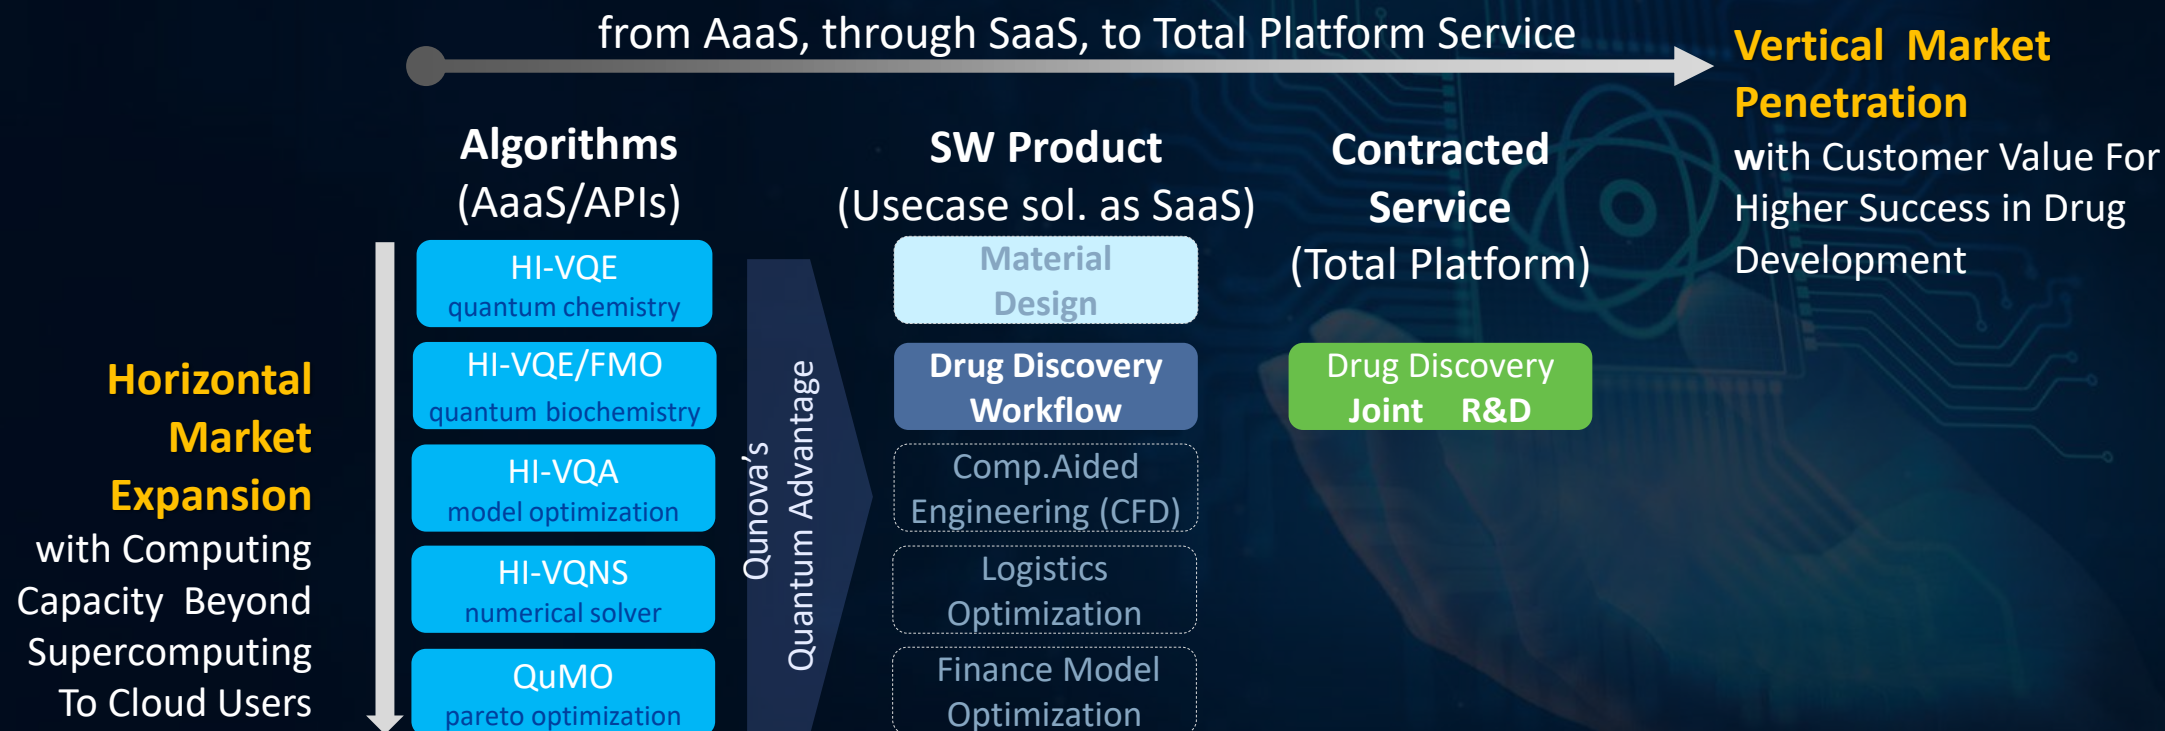 from AaaS, through SaaS, to Total Platform Service
Vertical Market
Penetration
with Customer Value For
Higher Success in Drug
Development
Algorithms
(AaaS/APIs)
SW Product
(Usecase sol. as SaaS)
Contracted
Service
(Total Platform)
Horizontal
Market
Expansion
with Computing
Capacity Beyond
Supercomputing
To Cloud Users
HI-VQE
quantum chemistry
HI-VQE/FMO
quantum biochemistry
HI-VQA
model optimization
HI-VQNS
numerical solver
QuMO
pareto optimization
Qunova's
Quantum Advantage
Material
Design
Drug Discovery
Workflow
Comp.Aided
Engineering (CFD)
Logistics
Optimization
Finance Model
Optimization
Drug Discovery
Joint R&D